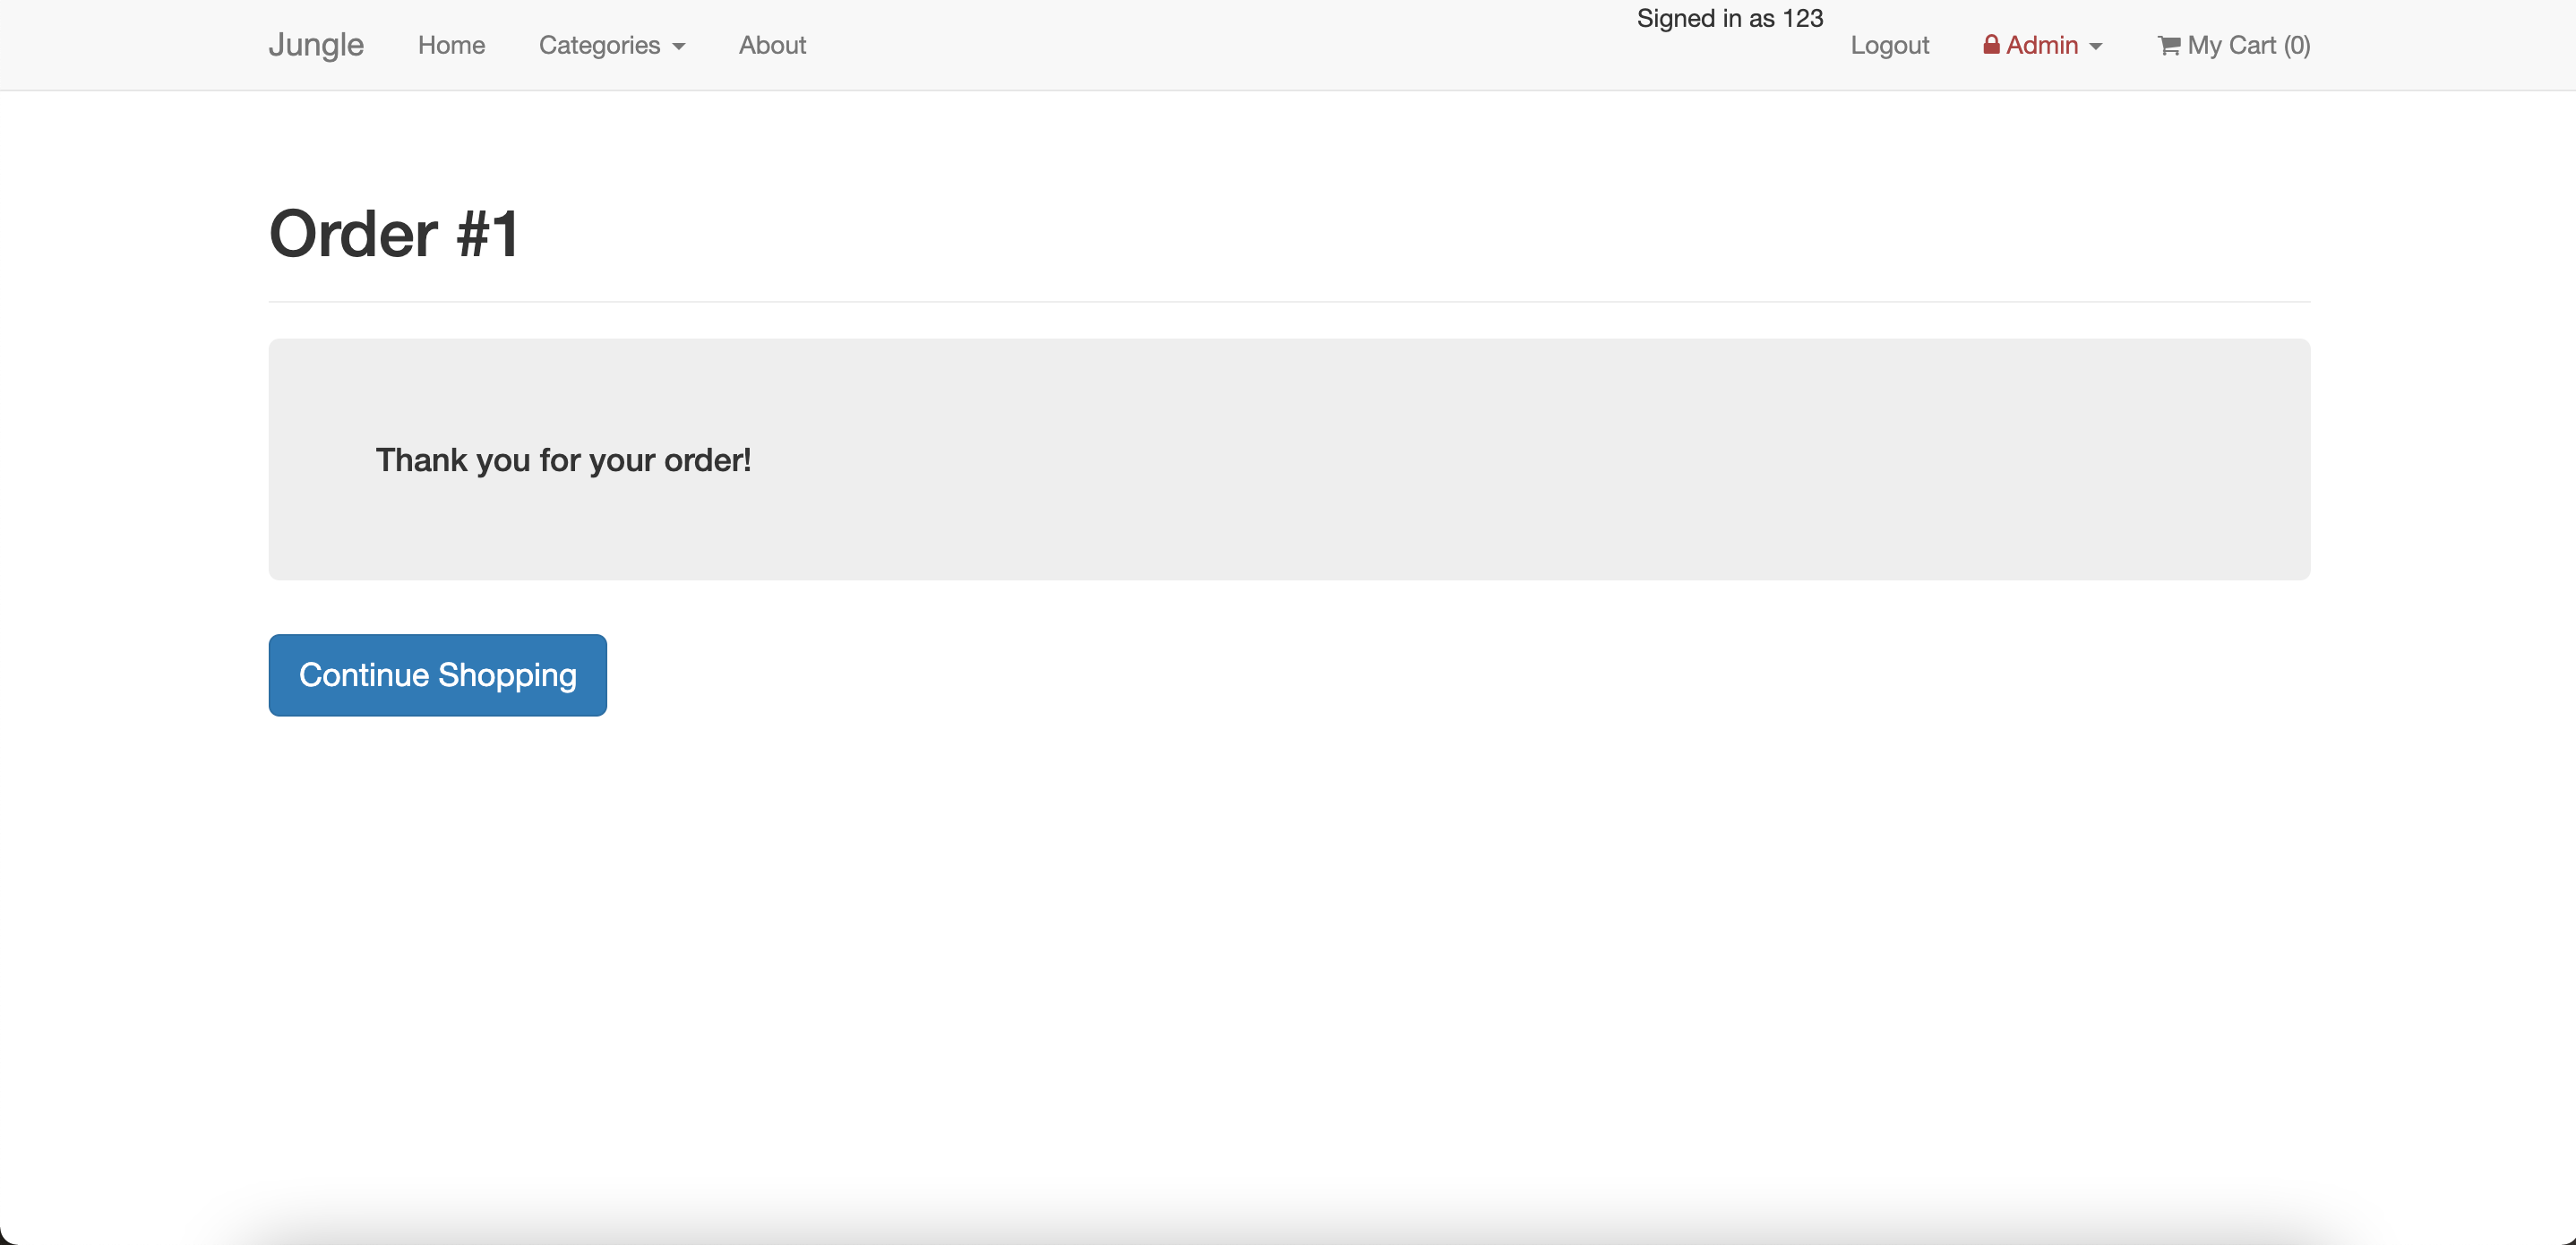 Jungle Home Categories About Signed in as 123 Logout Admin My Cart (0)
Order #1
Thank you for your order!
Continue Shopping